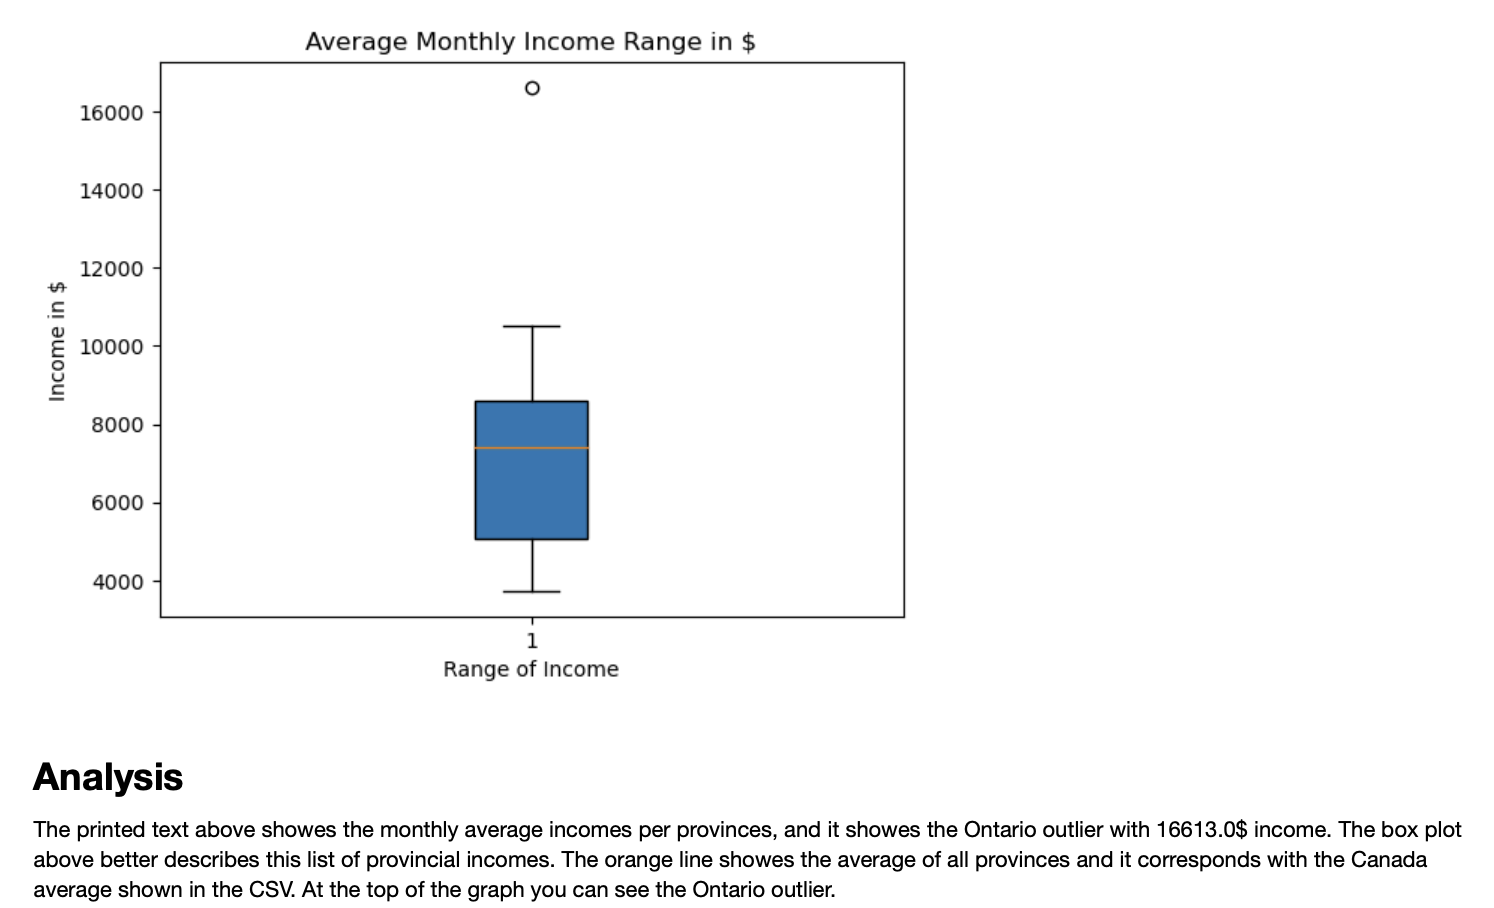 Average Monthly Income Range in $
16000
14000
12000
10000
8000
6000
4000
Income in $
1
Range of Income
Analysis
The printed text above showes the monthly average incomes per provinces, and it showes the Ontario outlier with 16613.0$ income. The box plot
above better describes this list of provincial incomes. The orange line showes the average of all provinces and it corresponds with the Canada
average shown in the CSV. At the top of the graph you can see the Ontario outlier.